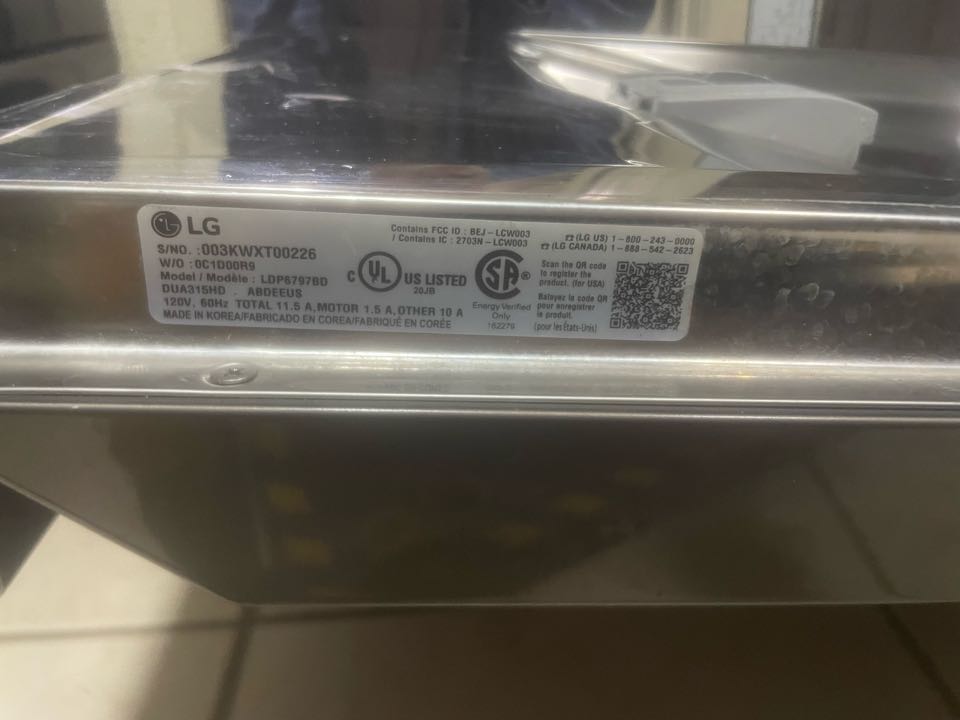 LG
S/NO. : 003KWXT00226
W/O : 0C1D00R9
Model / Modèle : LDP6797BD
DUA315HD . ABDEEUS
120V, 60Hz TOTAL 11.5 A,MOTOR 1.5 A,OTHER 10 A
MADE IN KOREA/FABRICADO EN COREA/FABRIQUÉ EN CORÉE
Contains FCC ID : BEJ - LCW003
/ Contains IC : 2703N - LCW003
C UL US LISTED
20JB
CSA ®
Energy Verified
Only
162279
(LG US) 1 - 800 - 243 - 0000
(LG CANADA) 1 - 888 - 542 - 2623
Scan the QR code
to register the
product. (for USA)
Balayez le code QR
pour enregistrer
le produit.
(pour les États-Unis)